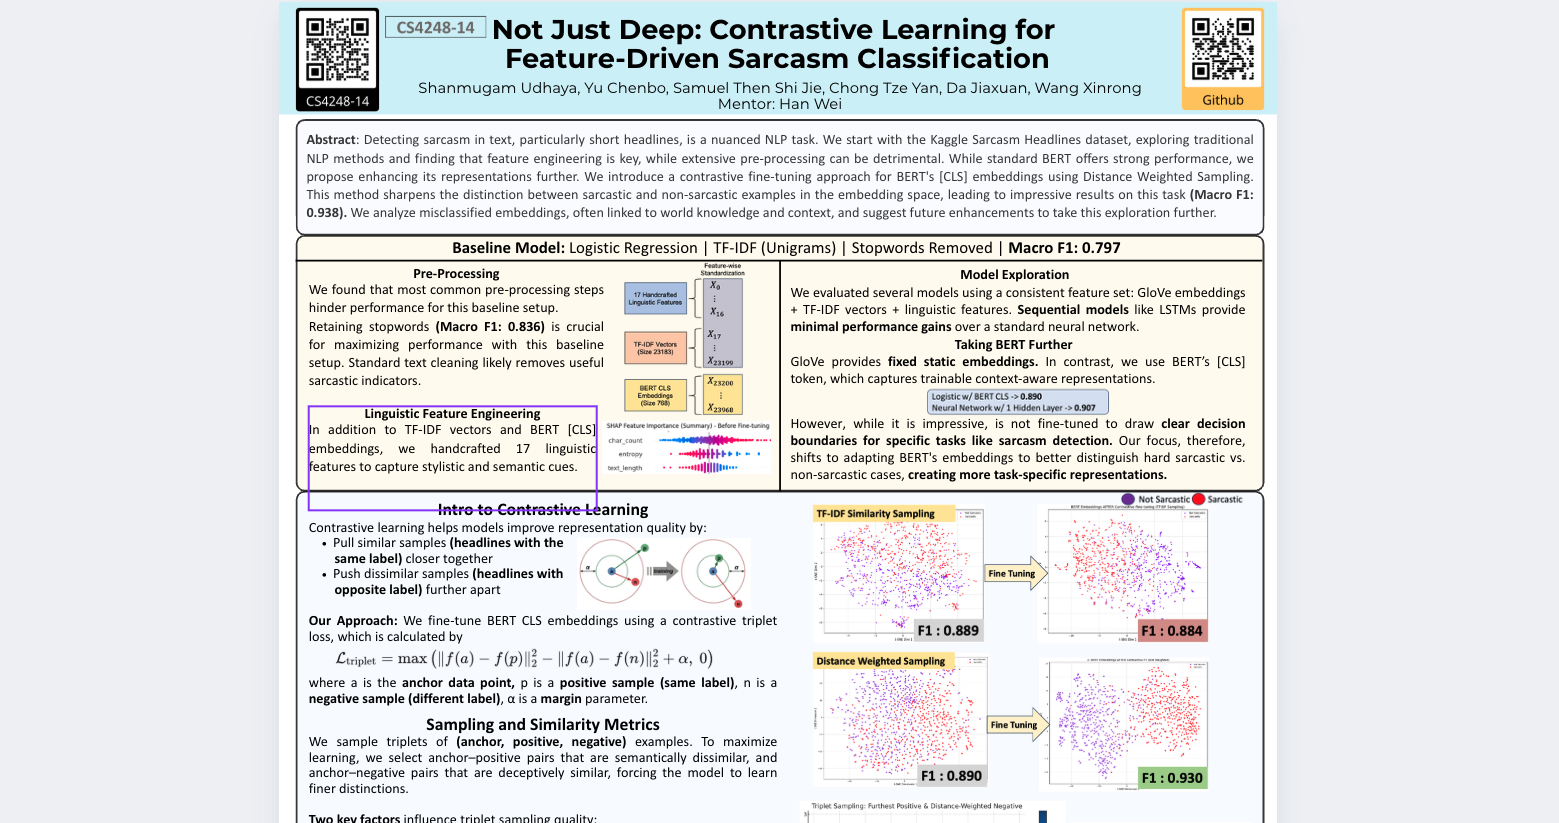 CS4248-14
CS4248-14
Not Just Deep: Contrastive Learning for
Feature-Driven Sarcasm Classification
Shanmugam Udhaya, Yu Chenbo, Samuel Then Shi Jie, Chong Tze Yan, Da Jiaxuan, Wang Xinrong
Mentor: Han Wei
Github
Abstract: Detecting sarcasm in text, particularly short headlines, is a nuanced NLP task. We start with the Kaggle Sarcasm Headlines dataset, exploring traditional
NLP methods and finding that feature engineering is key, while extensive pre-processing can be detrimental. While standard BERT offers strong performance, we
propose enhancing its representations further. We introduce a contrastive fine-tuning approach for BERT's [CLS] embeddings using Distance Weighted Sampling.
This method sharpens the distinction between sarcastic and non-sarcastic examples in the embedding space, leading to impressive results on this task (Macro F1:
0.938). We analyze misclassified embeddings, often linked to world knowledge and context, and suggest future enhancements to take this exploration further.
Baseline Model: Logistic Regression | TF-IDF (Unigrams) | Stopwords Removed | Macro F1: 0.797
Pre-Processing
We found that most common pre-processing steps
hinder performance for this baseline setup.
Retaining stopwords (Macro F1: 0.836) is crucial
for maximizing performance with this baseline
setup. Standard text cleaning likely removes useful
sarcastic indicators.
Linguistic Feature Engineering
In addition to TF-IDF vectors and BERT [CLS]
embeddings, we handcrafted 17 linguistic
features to capture stylistic and semantic cues.
Feature-wise
Standardization
17 Handcrafted
Linguistic Features
X0
⋮
X16
TF-IDF Vectors
(Size 23183)
X17
⋮
X23199
BERT CLS
Embeddings
(Size 768)
X23200
⋮
X23968
SHAP Feature Importance (Summary) - Before Fine-tuning
char_count
entropy
text_length
Model Exploration
We evaluated several models using a consistent feature set: GloVe embeddings
+ TF-IDF vectors + linguistic features. Sequential models like LSTMs provide
minimal performance gains over a standard neural network.
Taking BERT Further
GloVe provides fixed static embeddings. In contrast, we use BERT’s [CLS]
token, which captures trainable context-aware representations.
Logistic w/ BERT CLS -> 0.890
Neural Network w/ 1 Hidden Layer -> 0.907
However, while it is impressive, is not fine-tuned to draw clear decision
boundaries for specific tasks like sarcasm detection. Our focus, therefore,
shifts to adapting BERT's embeddings to better distinguish hard sarcastic vs.
non-sarcastic cases, creating more task-specific representations.
Intro to Contrastive Learning
Contrastive learning helps models improve representation quality by:
• Pull similar samples (headlines with the
same label) closer together
• Push dissimilar samples (headlines with
opposite label) further apart
α
a
p
n
training
a
p
n
α
Our Approach: We fine-tune BERT CLS embeddings using a contrastive triplet
loss, which is calculated by
ℒtriplet = max (‖f(a) − f(p)‖₂² − ‖f(a) − f(n)‖₂² + α, 0)
where a is the anchor data point, p is a positive sample (same label), n is a
negative sample (different label), α is a margin parameter.
Sampling and Similarity Metrics
We sample triplets of (anchor, positive, negative) examples. To maximize
learning, we select anchor–positive pairs that are semantically dissimilar, and
anchor–negative pairs that are deceptively similar, forcing the model to learn
finer distinctions.
Two key factors influence triplet sampling quality:
Not Sarcastic
Sarcastic
TF-IDF Similarity Sampling
Fine Tuning
F1 : 0.889
F1 : 0.884
Distance Weighted Sampling
Fine Tuning
F1 : 0.890
F1 : 0.930
Triplet Sampling: Furthest Positive & Distance-Weighted Negative